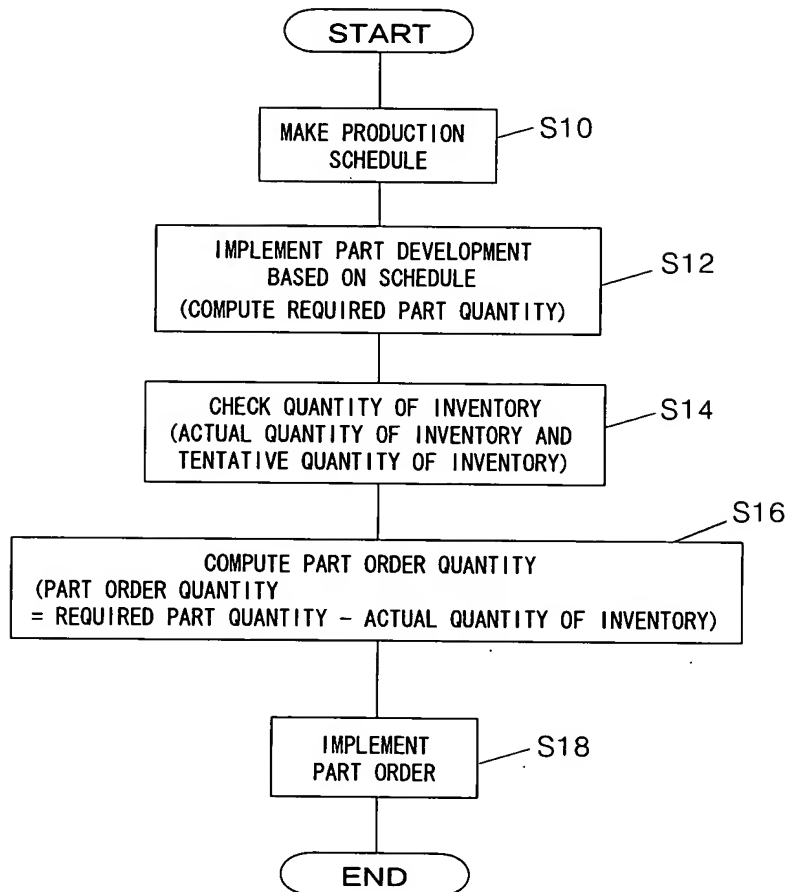 START
MAKE PRODUCTION
SCHEDULE
S10
IMPLEMENT PART DEVELOPMENT
BASED ON SCHEDULE
(COMPUTE REQUIRED PART QUANTITY)
S12
CHECK QUANTITY OF INVENTORY
(ACTUAL QUANTITY OF INVENTORY AND
TENTATIVE QUANTITY OF INVENTORY)
S14
S16
COMPUTE PART ORDER QUANTITY
(PART ORDER QUANTITY
= REQUIRED PART QUANTITY - ACTUAL QUANTITY OF INVENTORY)
IMPLEMENT
PART ORDER
S18
END